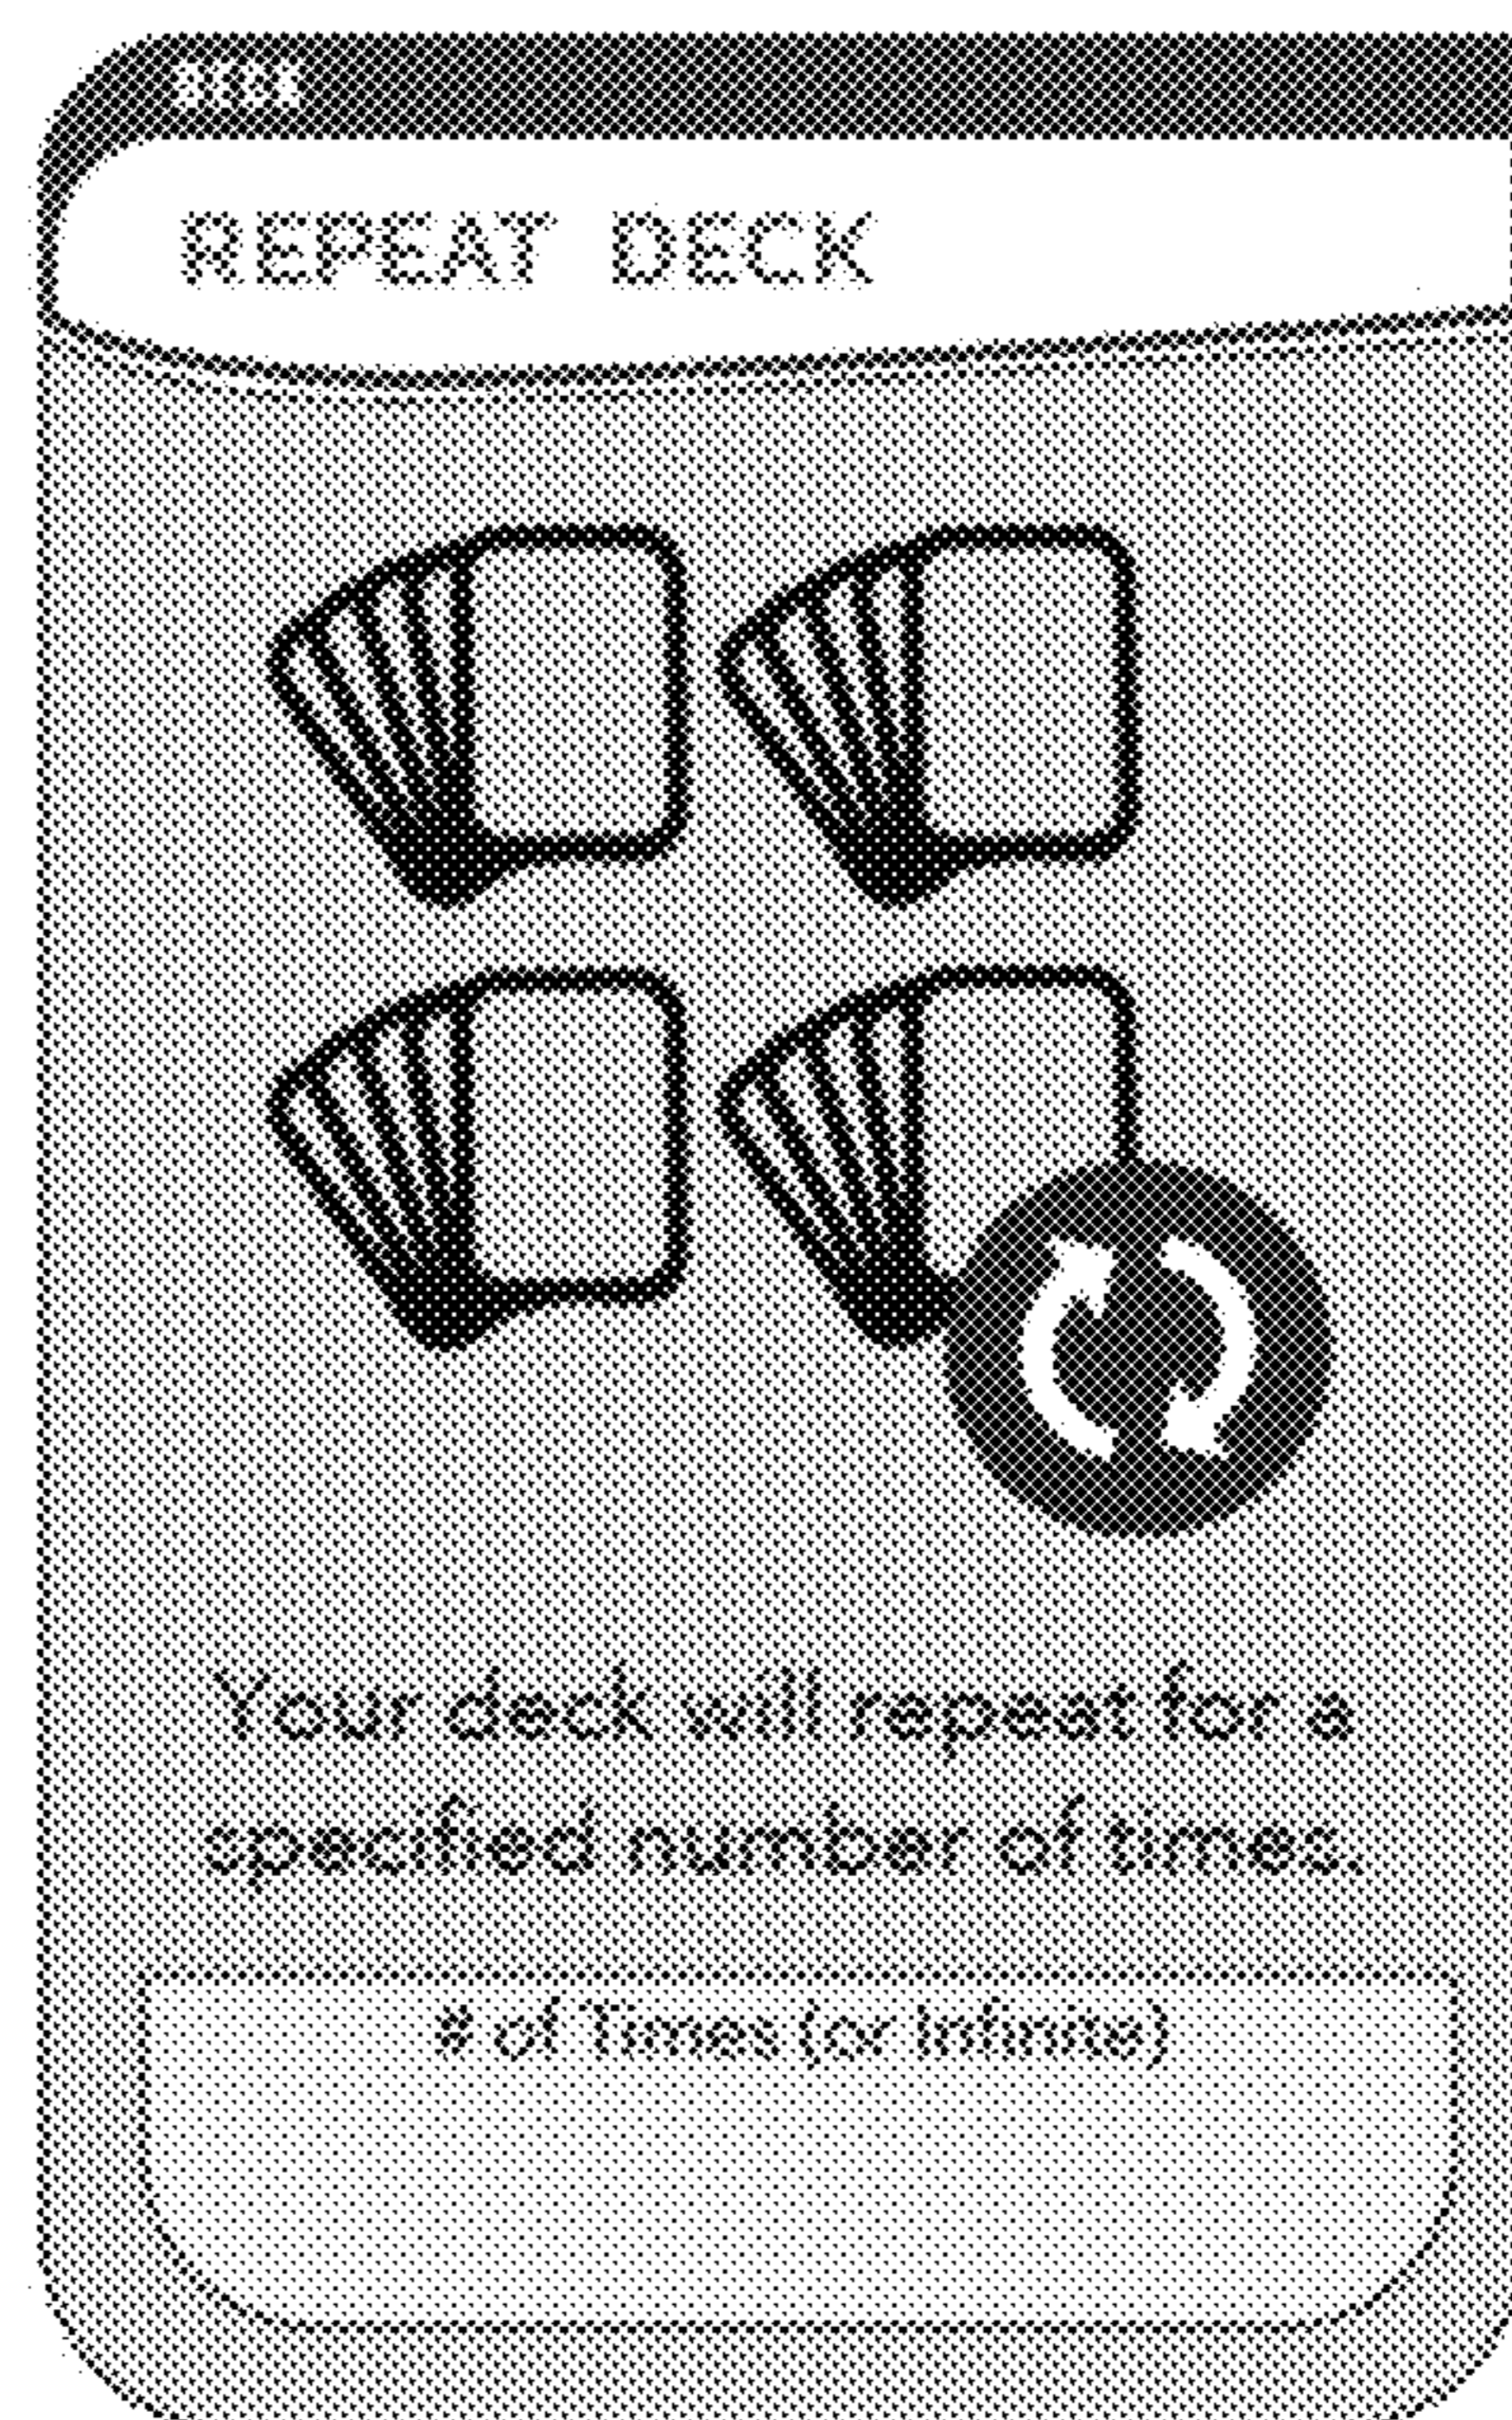 REPEAT DECK
Your deck will repeat for a
specified number of times.
# of Times (or Infinite)